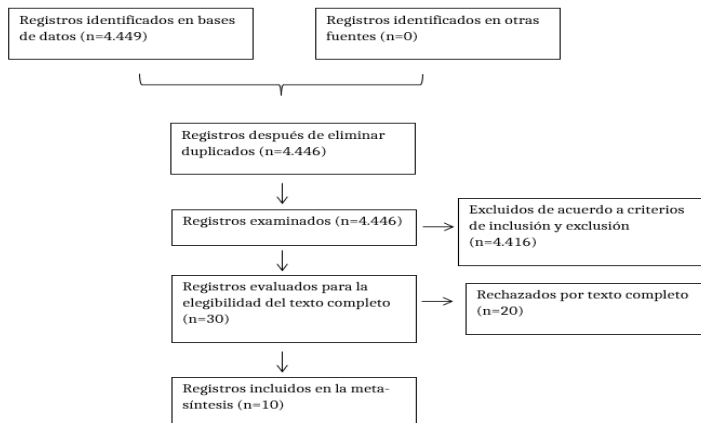 Registros identificados en bases
de datos (n=4.449)
Registros identificados en otras
fuentes (n=0)
Registros después de eliminar
duplicados (n=4.446)
Registros examinados (n=4.446)
Excluidos de acuerdo a criterios
de inclusión y exclusión
(n=4.416)
Registros evaluados para la
elegibilidad del texto completo
(n=30)
Rechazados por texto completo
(n=20)
Registros incluidos en la meta-
síntesis (n=10)